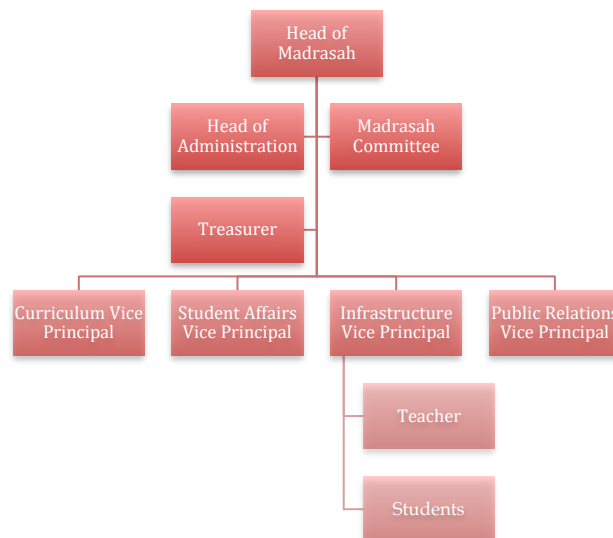 Head of
Madrasah
Head of
Administration
Madrasah
Committee
Treasurer
Curriculum Vice
Principal
Student Affairs
Vice Principal
Infrastructure
Vice Principal
Public Relations
Vice Principal
Teacher
Students